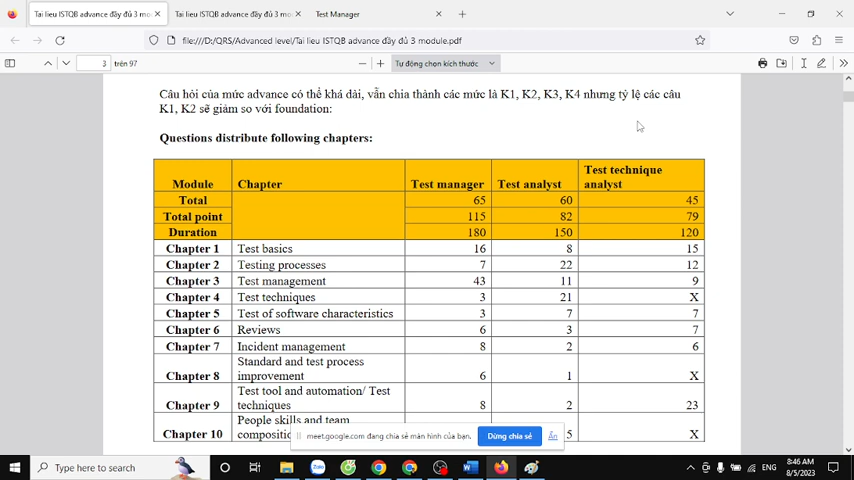 Tai lieu ISTQB advance đầy đủ 3 mod
Tai lieu ISTQB advance đầy đủ 3 mod
Test Manager
file:///D:/QRS/Advanced level/Tai lieu ISTQB advance đầy đủ 3 module.pdf
3 trên 97
Tự động chọn kích thước
Câu hỏi của mức advance có thể khá dài, vẫn chia thành các mức là K1, K2, K3, K4 nhưng tỷ lệ các câu
K1, K2 sẽ giảm so với foundation:
Questions distribute following chapters:
Module Chapter Test manager Test analyst Test technique analyst
Total 65 60 45
Total point 115 82 79
Duration 180 150 120
Chapter 1 Test basics 16 8 15
Chapter 2 Testing processes 7 22 12
Chapter 3 Test management 43 11 9
Chapter 4 Test techniques 3 21 X
Chapter 5 Test of software characteristics 3 7 7
Chapter 6 Reviews 6 3 7
Chapter 7 Incident management 8 2 6
Chapter 8 Standard and test process improvement 6 1 X
Chapter 9 Test tool and automation/ Test techniques 8 2 23
Chapter 10 People skills and team 5 X
meet.google.com đang chia sẻ màn hình của bạn.
Dừng chia sẻ
Ẩn
Type here to search
ENG
8:46 AM
8/5/2023